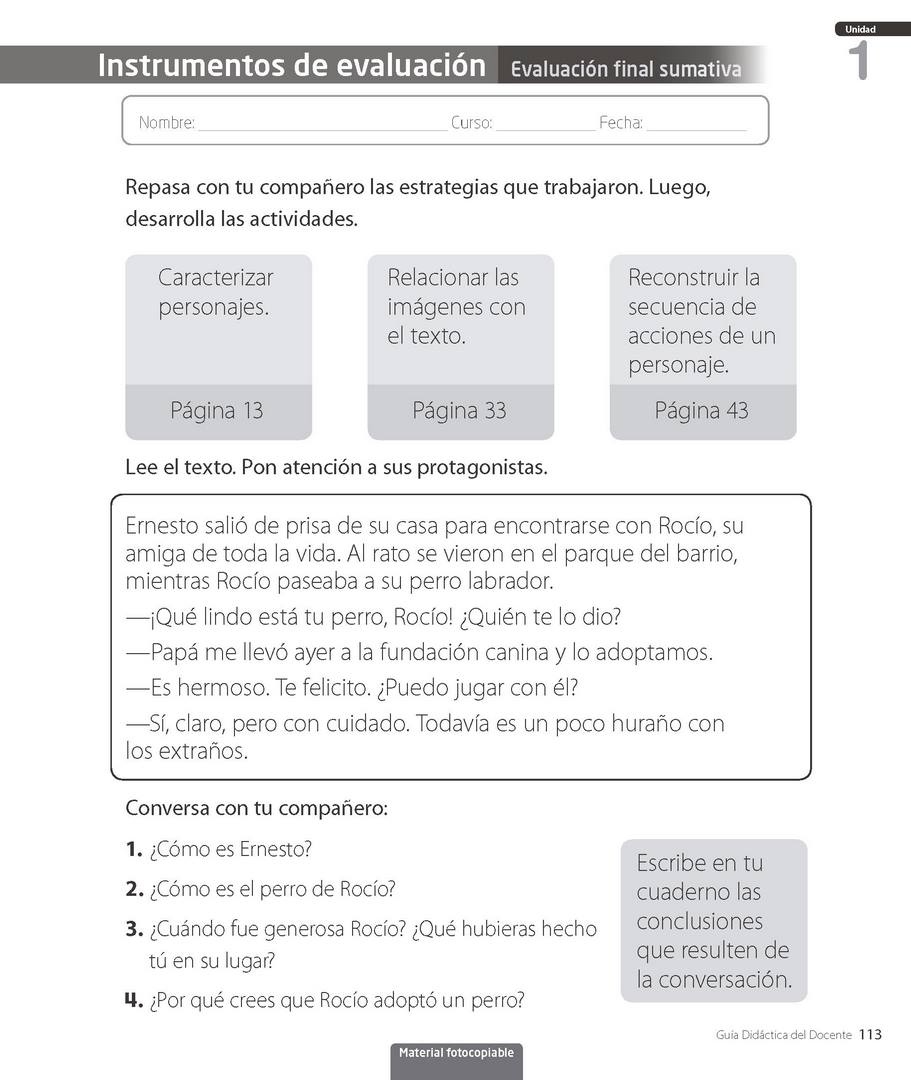 Unidad
1
Instrumentos de evaluación Evaluación final sumativa
Nombre: ____ Curso: ____ Fecha: ____
Repasa con tu compañero las estrategias que trabajaron. Luego,
desarrolla las actividades.
Caracterizar
personajes.
Página 13
Relacionar las
imágenes con
el texto.
Página 33
Reconstruir la
secuencia de
acciones de un
personaje.
Página 43
Lee el texto. Pon atención a sus protagonistas.
Ernesto salió de prisa de su casa para encontrarse con Rocío, su
amiga de toda la vida. Al rato se vieron en el parque del barrio,
mientras Rocío paseaba a su perro labrador.
—¡Qué lindo está tu perro, Rocío! ¿Quién te lo dio?
—Papá me llevó ayer a la fundación canina y lo adoptamos.
—Es hermoso. Te felicito. ¿Puedo jugar con él?
—Sí, claro, pero con cuidado. Todavía es un poco huraño con
los extraños.
Conversa con tu compañero:
1. ¿Cómo es Ernesto?
2. ¿Cómo es el perro de Rocío?
3. ¿Cuándo fue generosa Rocío? ¿Qué hubieras hecho
tú en su lugar?
4. ¿Por qué crees que Rocío adoptó un perro?
Escribe en tu
cuaderno las
conclusiones
que resulten de
la conversación.
Guía Didáctica del Docente 113
Material fotocopiable